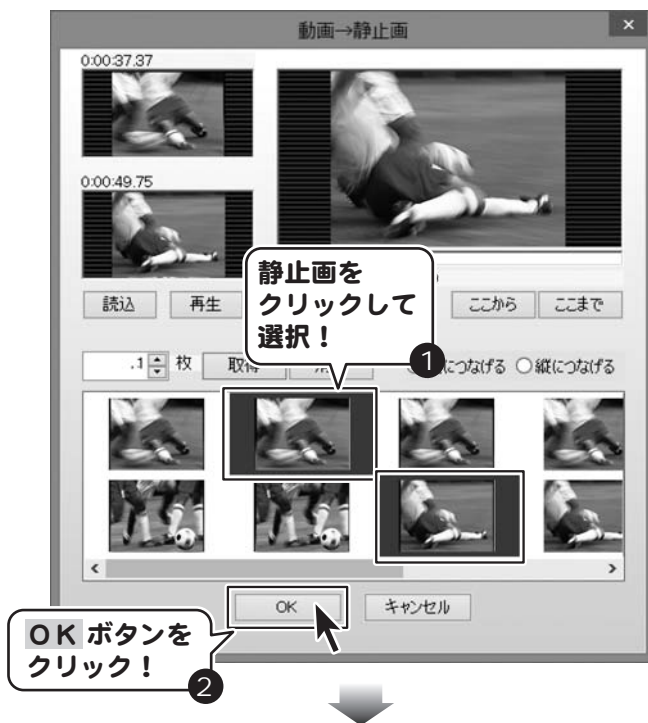 動画→静止画
×
0:00:37.37
0:00:49.75
静止画を
クリックして
選択!
1
読込 再生 ここから ここまで
.1 枚 取得 につなげる 縦につなげる
< >
OK キャンセル
OK ボタンを
クリック!
2